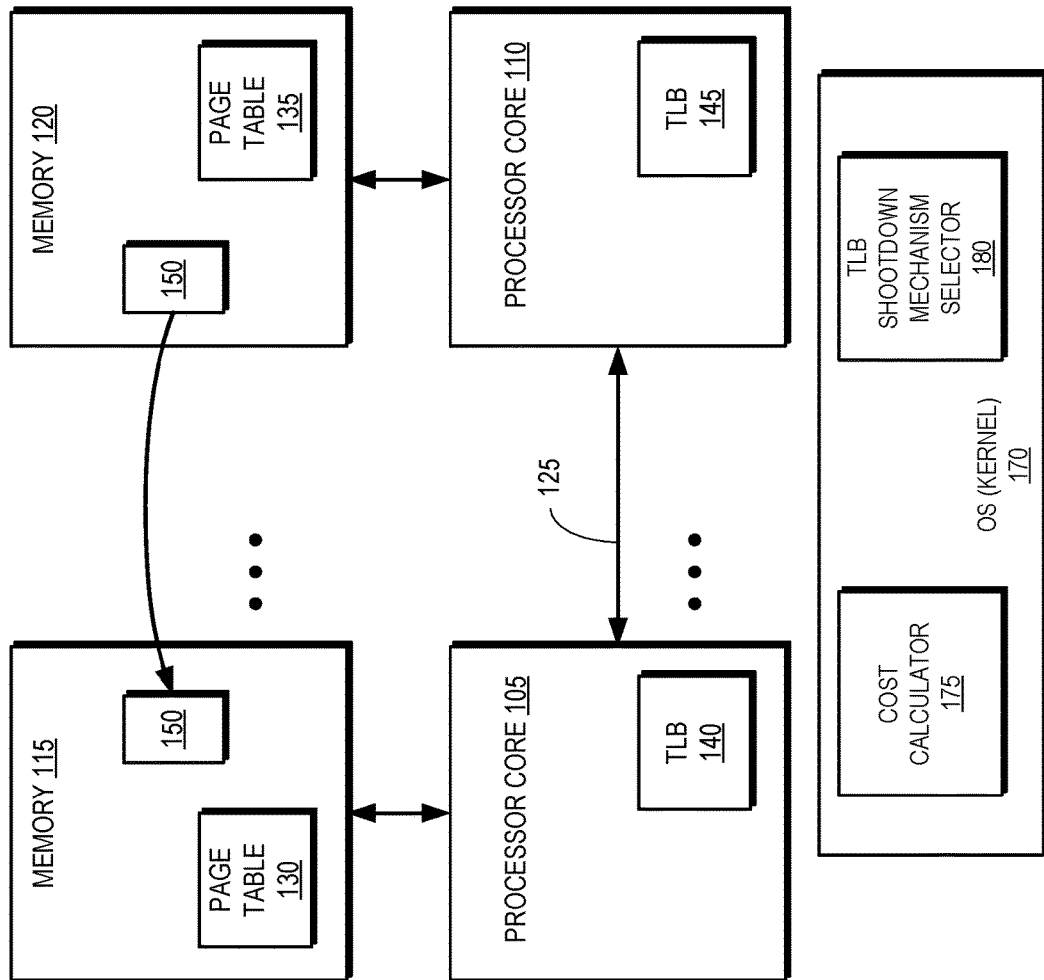 MEMORY 115
PAGE
TABLE
130
150
MEMORY 120
150
PAGE
TABLE
135
PROCESSOR CORE 105
TLB
140
125
PROCESSOR CORE 110
TLB
145
COST
CALCULATOR
175
OS (KERNEL)
170
TLB
SHOOTDOWN
MECHANISM
SELECTOR
180